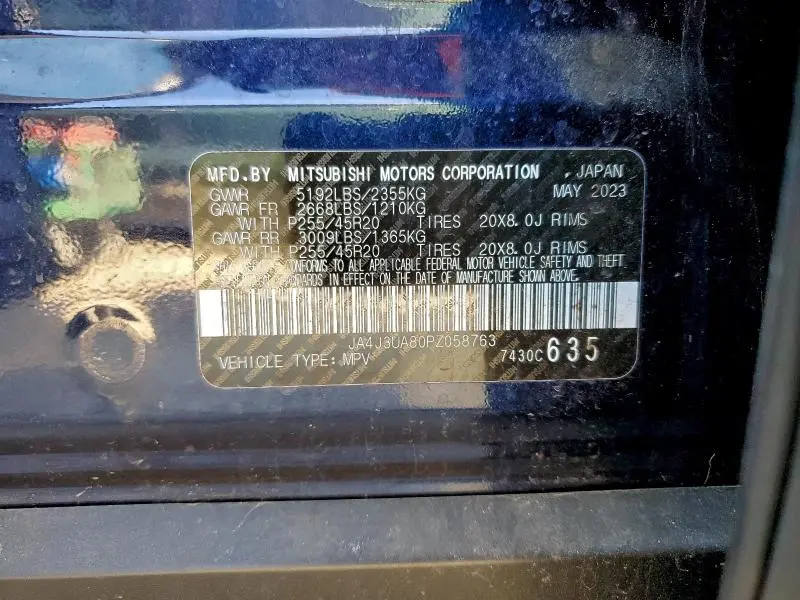 MFD.BY MITSUBISHI MOTORS CORPORATION , JAPAN
GVWR 5192LBS/2355KG MAY 2023
GAWR FR 2668LBS/1210KG
WITH P255/45R20 TIRES 20X8.0J RIMS
GAWR RR 3009LBS/1365KG
WITH P255/45R20 TIRES 20X8.0J RIMS
THIS VEHICLE CONFORMS TO ALL APPLICABLE FEDERAL MOTOR VEHICLE SAFETY AND THEFT
PREVENTION STANDARDS IN EFFECT ON THE DATE OF MANUFACTURE SHOWN ABOVE.
JA4J3UA80PZ058763
VEHICLE TYPE: MPV 7430C 635